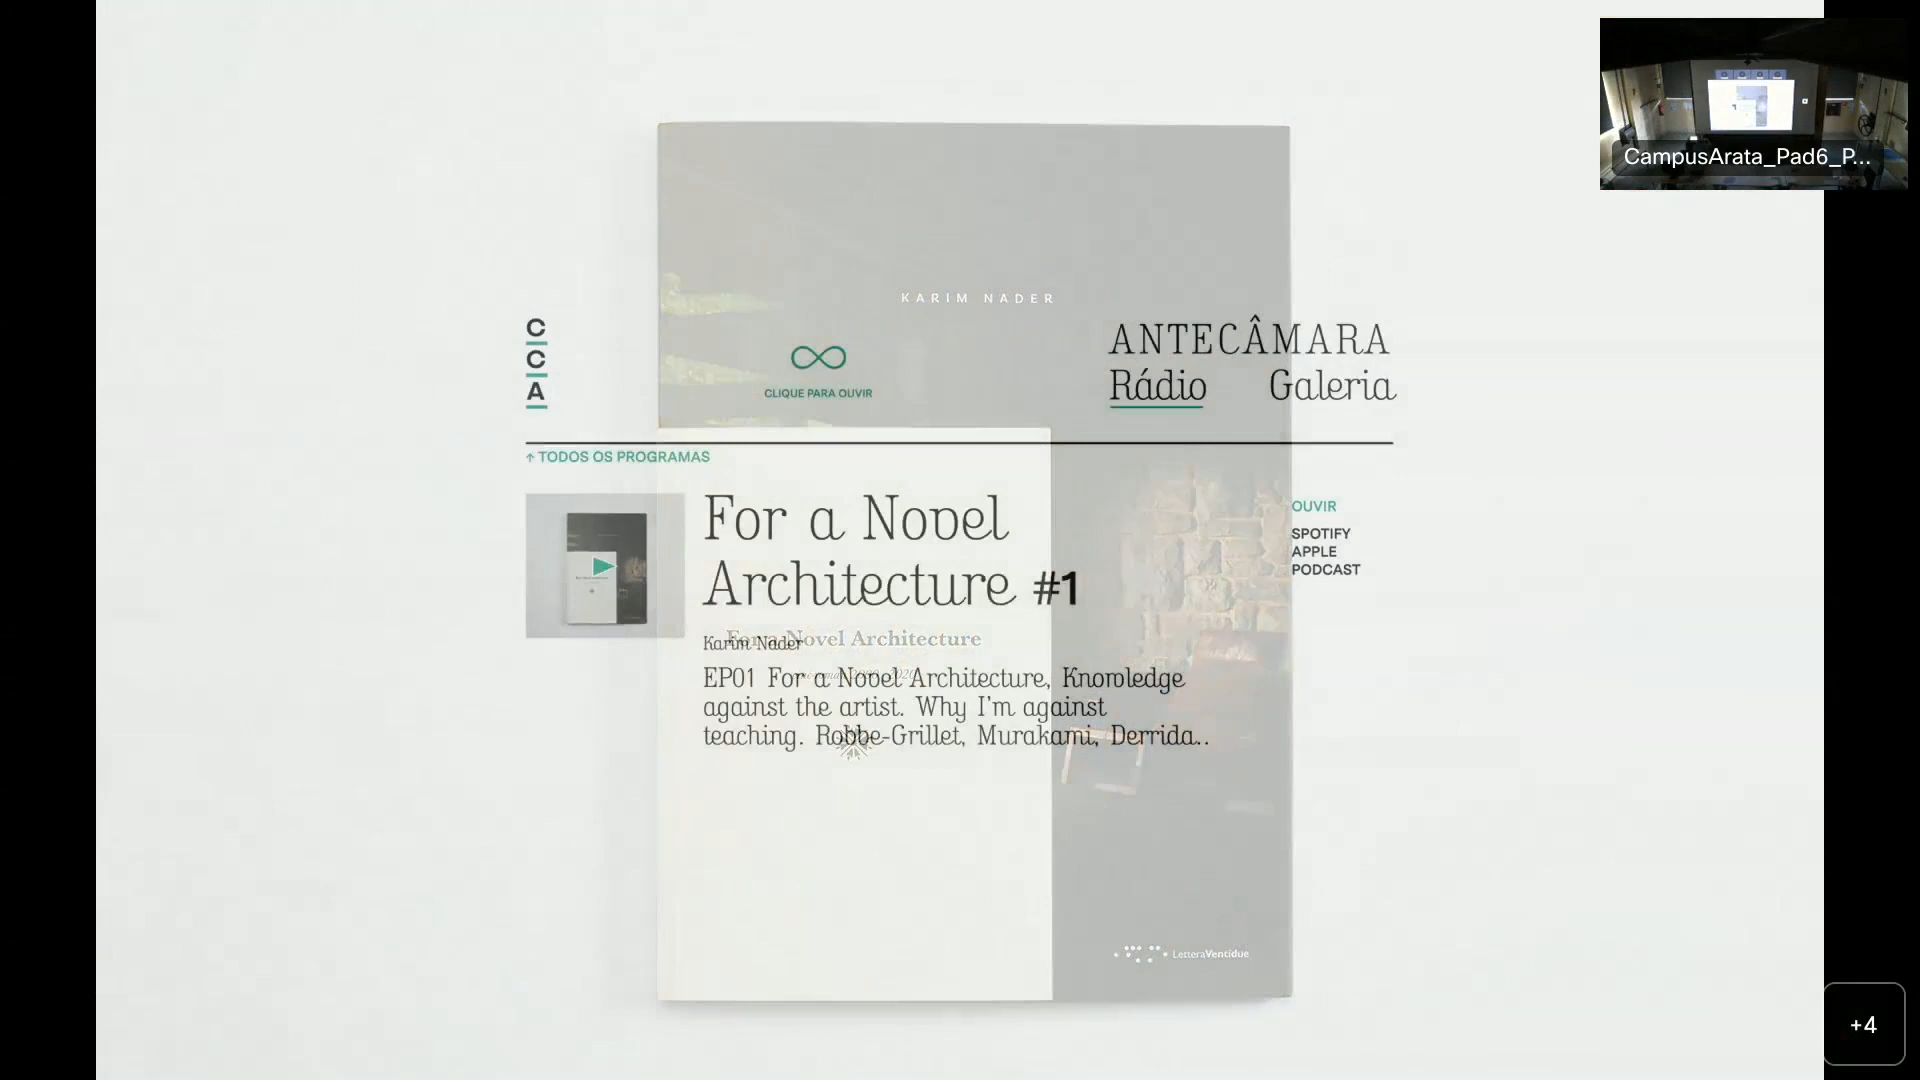 CampusArata_Pad6_P...
KARIM NADER
C
C
A
CLIQUE PARA OUVIR
ANTECÂMARA
Rádio Galeria
↑ TODOS OS PROGRAMAS
For a Novel
Architecture #1
Karim Nader
For a Novel Architecture
EP01 For a Novel Architecture, Knowledge
against the artist. Why I'm against
teaching. Robbe-Grillet, Murakami, Derrida..
OUVIR
SPOTIFY
APPLE
PODCAST
LetteraVentidue
+4